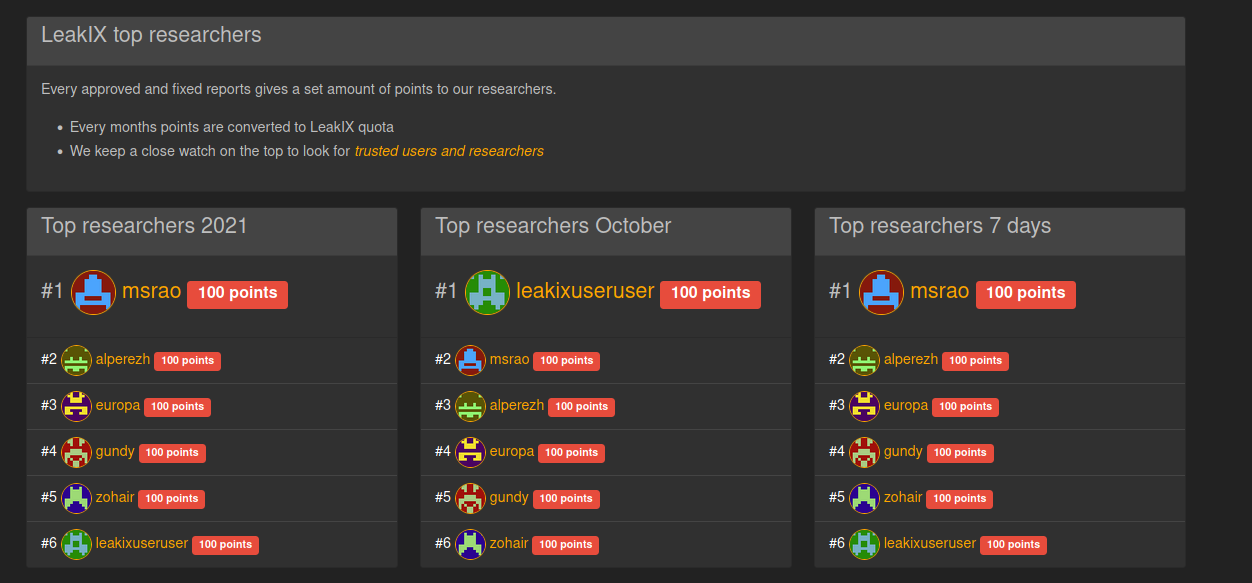 LeakIX top researchers
Every approved and fixed reports gives a set amount of points to our researchers.
Every months points are converted to LeakIX quota
We keep a close watch on the top to look for trusted users and researchers
Top researchers 2021
#1 msrao 100 points
#2 alperezh 100 points
#3 europa 100 points
#4 gundy 100 points
#5 zohair 100 points
#6 leakixuseruser 100 points
Top researchers October
#1 leakixuseruser 100 points
#2 msrao 100 points
#3 alperezh 100 points
#4 europa 100 points
#5 gundy 100 points
#6 zohair 100 points
Top researchers 7 days
#1 msrao 100 points
#2 alperezh 100 points
#3 europa 100 points
#4 gundy 100 points
#5 zohair 100 points
#6 leakixuseruser 100 points